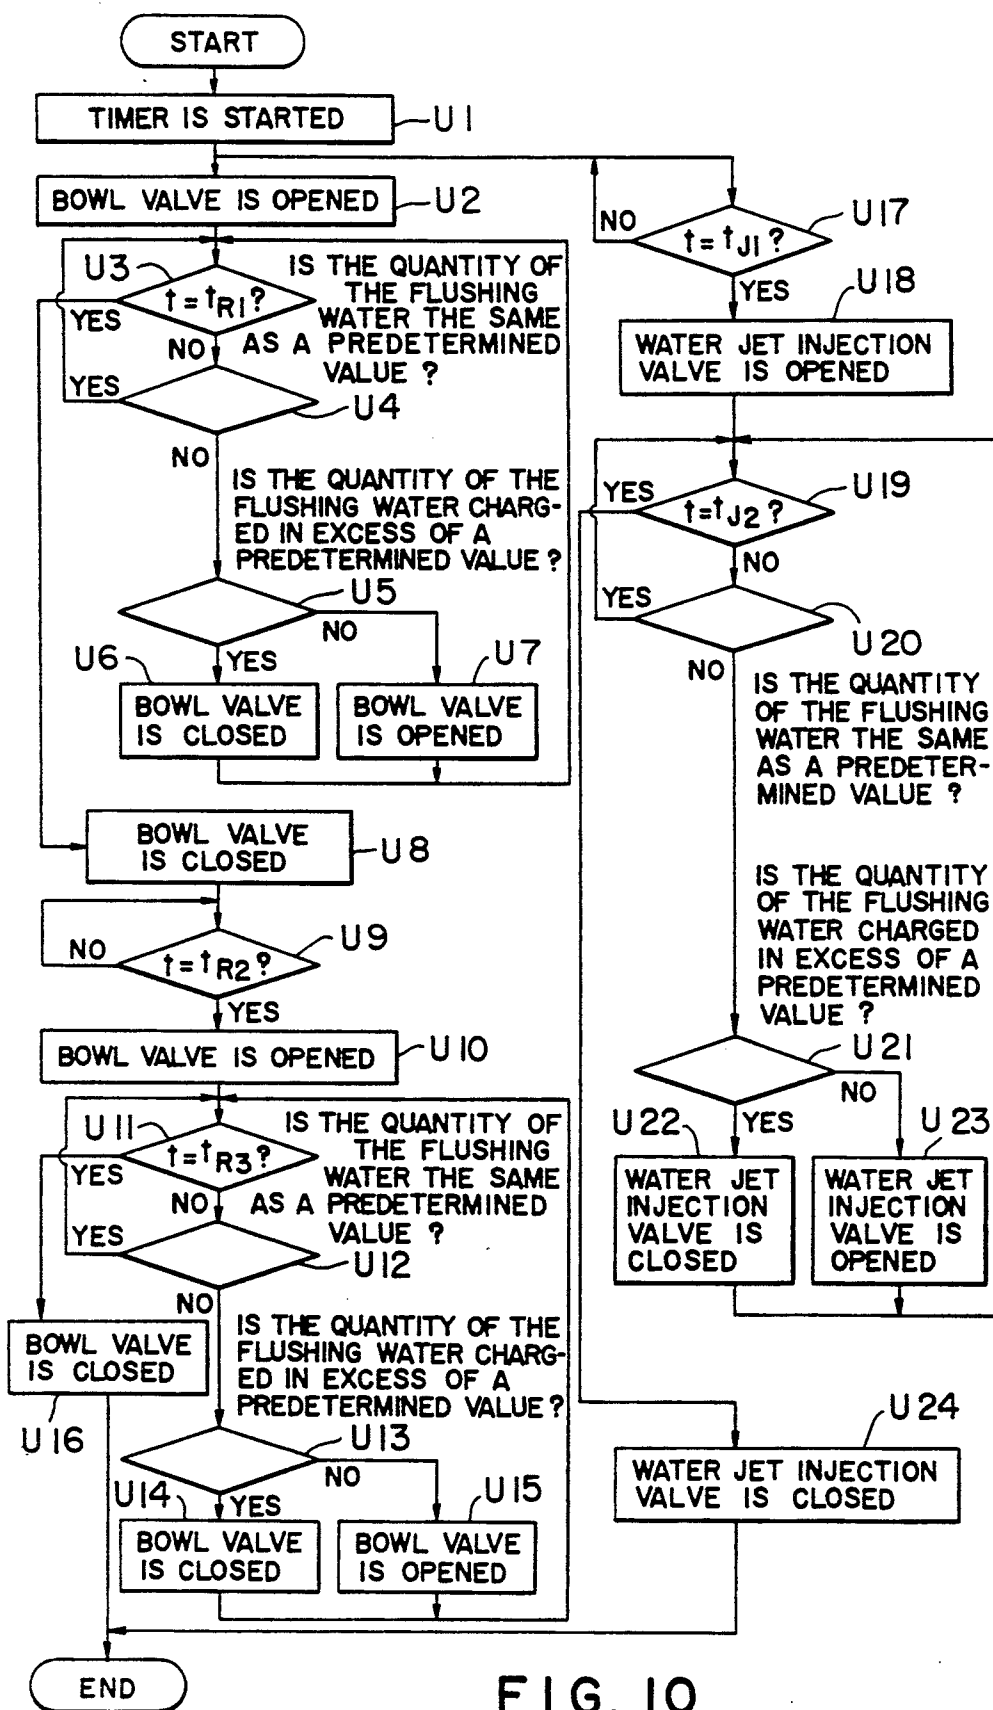 START
TIMER IS STARTED
U1
BOWL VALVE IS OPENED
U2
U3
t = tR1?
YES
NO
IS THE QUANTITY OF
THE FLUSHING
WATER THE SAME
AS A PREDETERMINED
VALUE ?
YES
U4
NO
IS THE QUANTITY OF THE
FLUSHING WATER CHARG-
ED IN EXCESS OF A
PREDETERMINED VALUE ?
U5
NO
YES
U6
BOWL VALVE
IS CLOSED
U7
BOWL VALVE
IS OPENED
BOWL VALVE
IS CLOSED
U8
U9
t = tR2?
NO
YES
BOWL VALVE IS OPENED
U10
U11
t = tR3?
YES
NO
IS THE QUANTITY OF
THE FLUSHING
WATER THE SAME
AS A PREDETERMINED
VALUE ?
YES
U12
NO
IS THE QUANTITY OF THE
FLUSHING WATER CHARG-
ED IN EXCESS OF A
PREDETERMINED VALUE ?
BOWL VALVE
IS CLOSED
U16
U13
NO
YES
U14
BOWL VALVE
IS CLOSED
U15
BOWL VALVE
IS OPENED
END
U17
t = tJ1 ?
NO
YES
U18
WATER JET INJECTION
VALVE IS OPENED
U19
t=tJ2 ?
YES
NO
YES
U20
NO
IS THE QUANTITY
OF THE FLUSHING
WATER THE SAME
AS A PREDETER-
MINED VALUE ?
IS THE QUANTITY
OF THE FLUSHING
WATER CHARGED
IN EXCESS OF A
PREDETERMINED
VALUE ?
U21
NO
YES
U22
WATER JET
INJECTION
VALVE IS
CLOSED
U23
WATER JET
INJECTION
VALVE IS
OPENED
U24
WATER JET INJECTION
VALVE IS CLOSED
FIG. 10